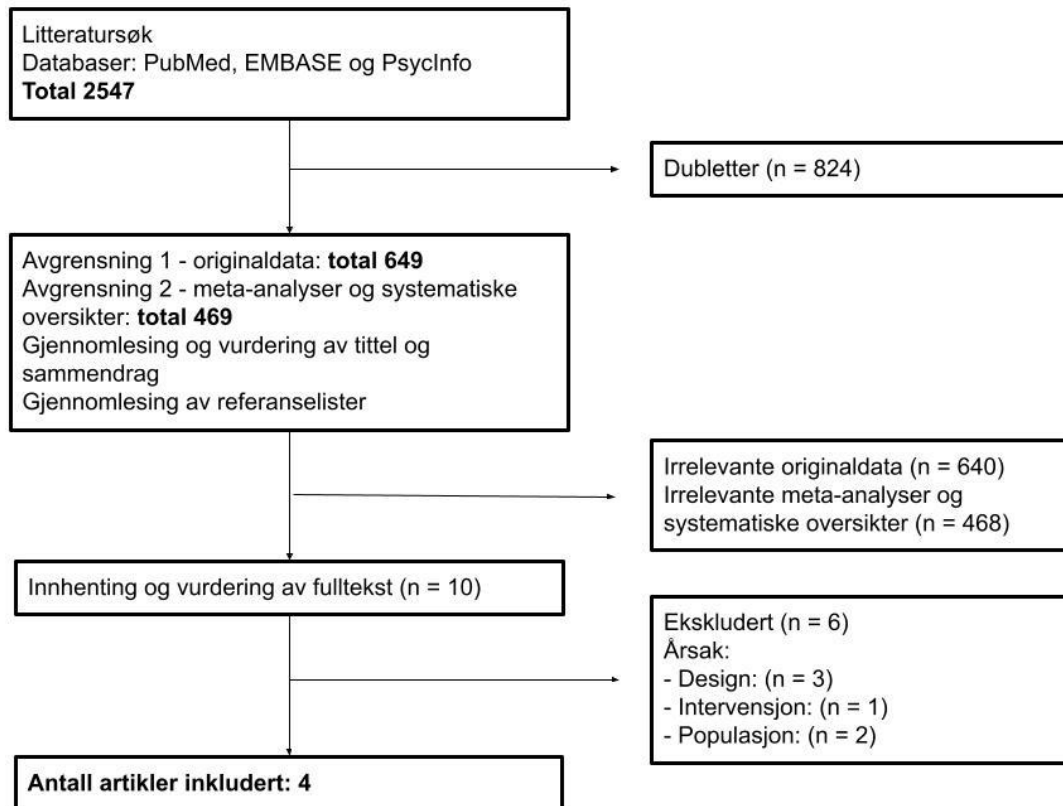 Litteratursøk
Databaser: PubMed, EMBASE og PsycInfo
Total 2547
Dubletter (n = 824)
Avgrensning 1 - originaldata: total 649
Avgrensning 2 - meta-analyser og systematiske
oversikter: total 469
Gjennomlesing og vurdering av tittel og
sammendrag
Gjennomlesing av referanselister
Irrelevante originaldata (n = 640)
Irrelevante meta-analyser og
systematiske oversikter (n = 468)
Innhenting og vurdering av fulltekst (n = 10)
Ekskludert (n = 6)
Årsak:
- Design: (n = 3)
- Intervensjon: (n = 1)
- Populasjon: (n = 2)
Antall artikler inkludert: 4